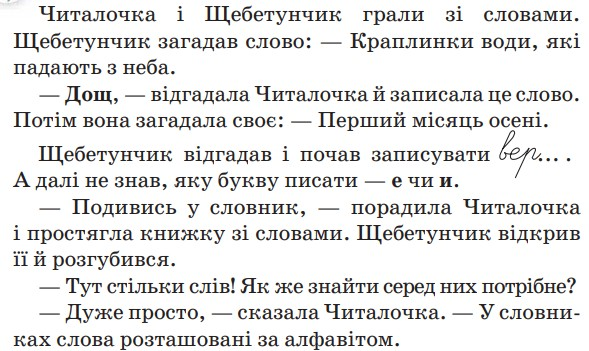 Читалочка і Щебетунчик грали зі словами.
Щебетунчик загадав слово: — Краплинки води, які
падають з неба.
— Дощ, — відгадала Читалочка й записала це слово.
Потім вона загадала своє: — Перший місяць осені.
Щебетунчик відгадав і почав записувати вер... .
А далі не знав, яку букву писати — е чи и.
— Подивись у словник, — порадила Читалочка
і простягла книжку зі словами. Щебетунчик відкрив
її й розгубився.
— Тут стільки слів! Як же знайти серед них потрібне?
— Дуже просто, — сказала Читалочка. — У словни-
ках слова розташовані за алфавітом.